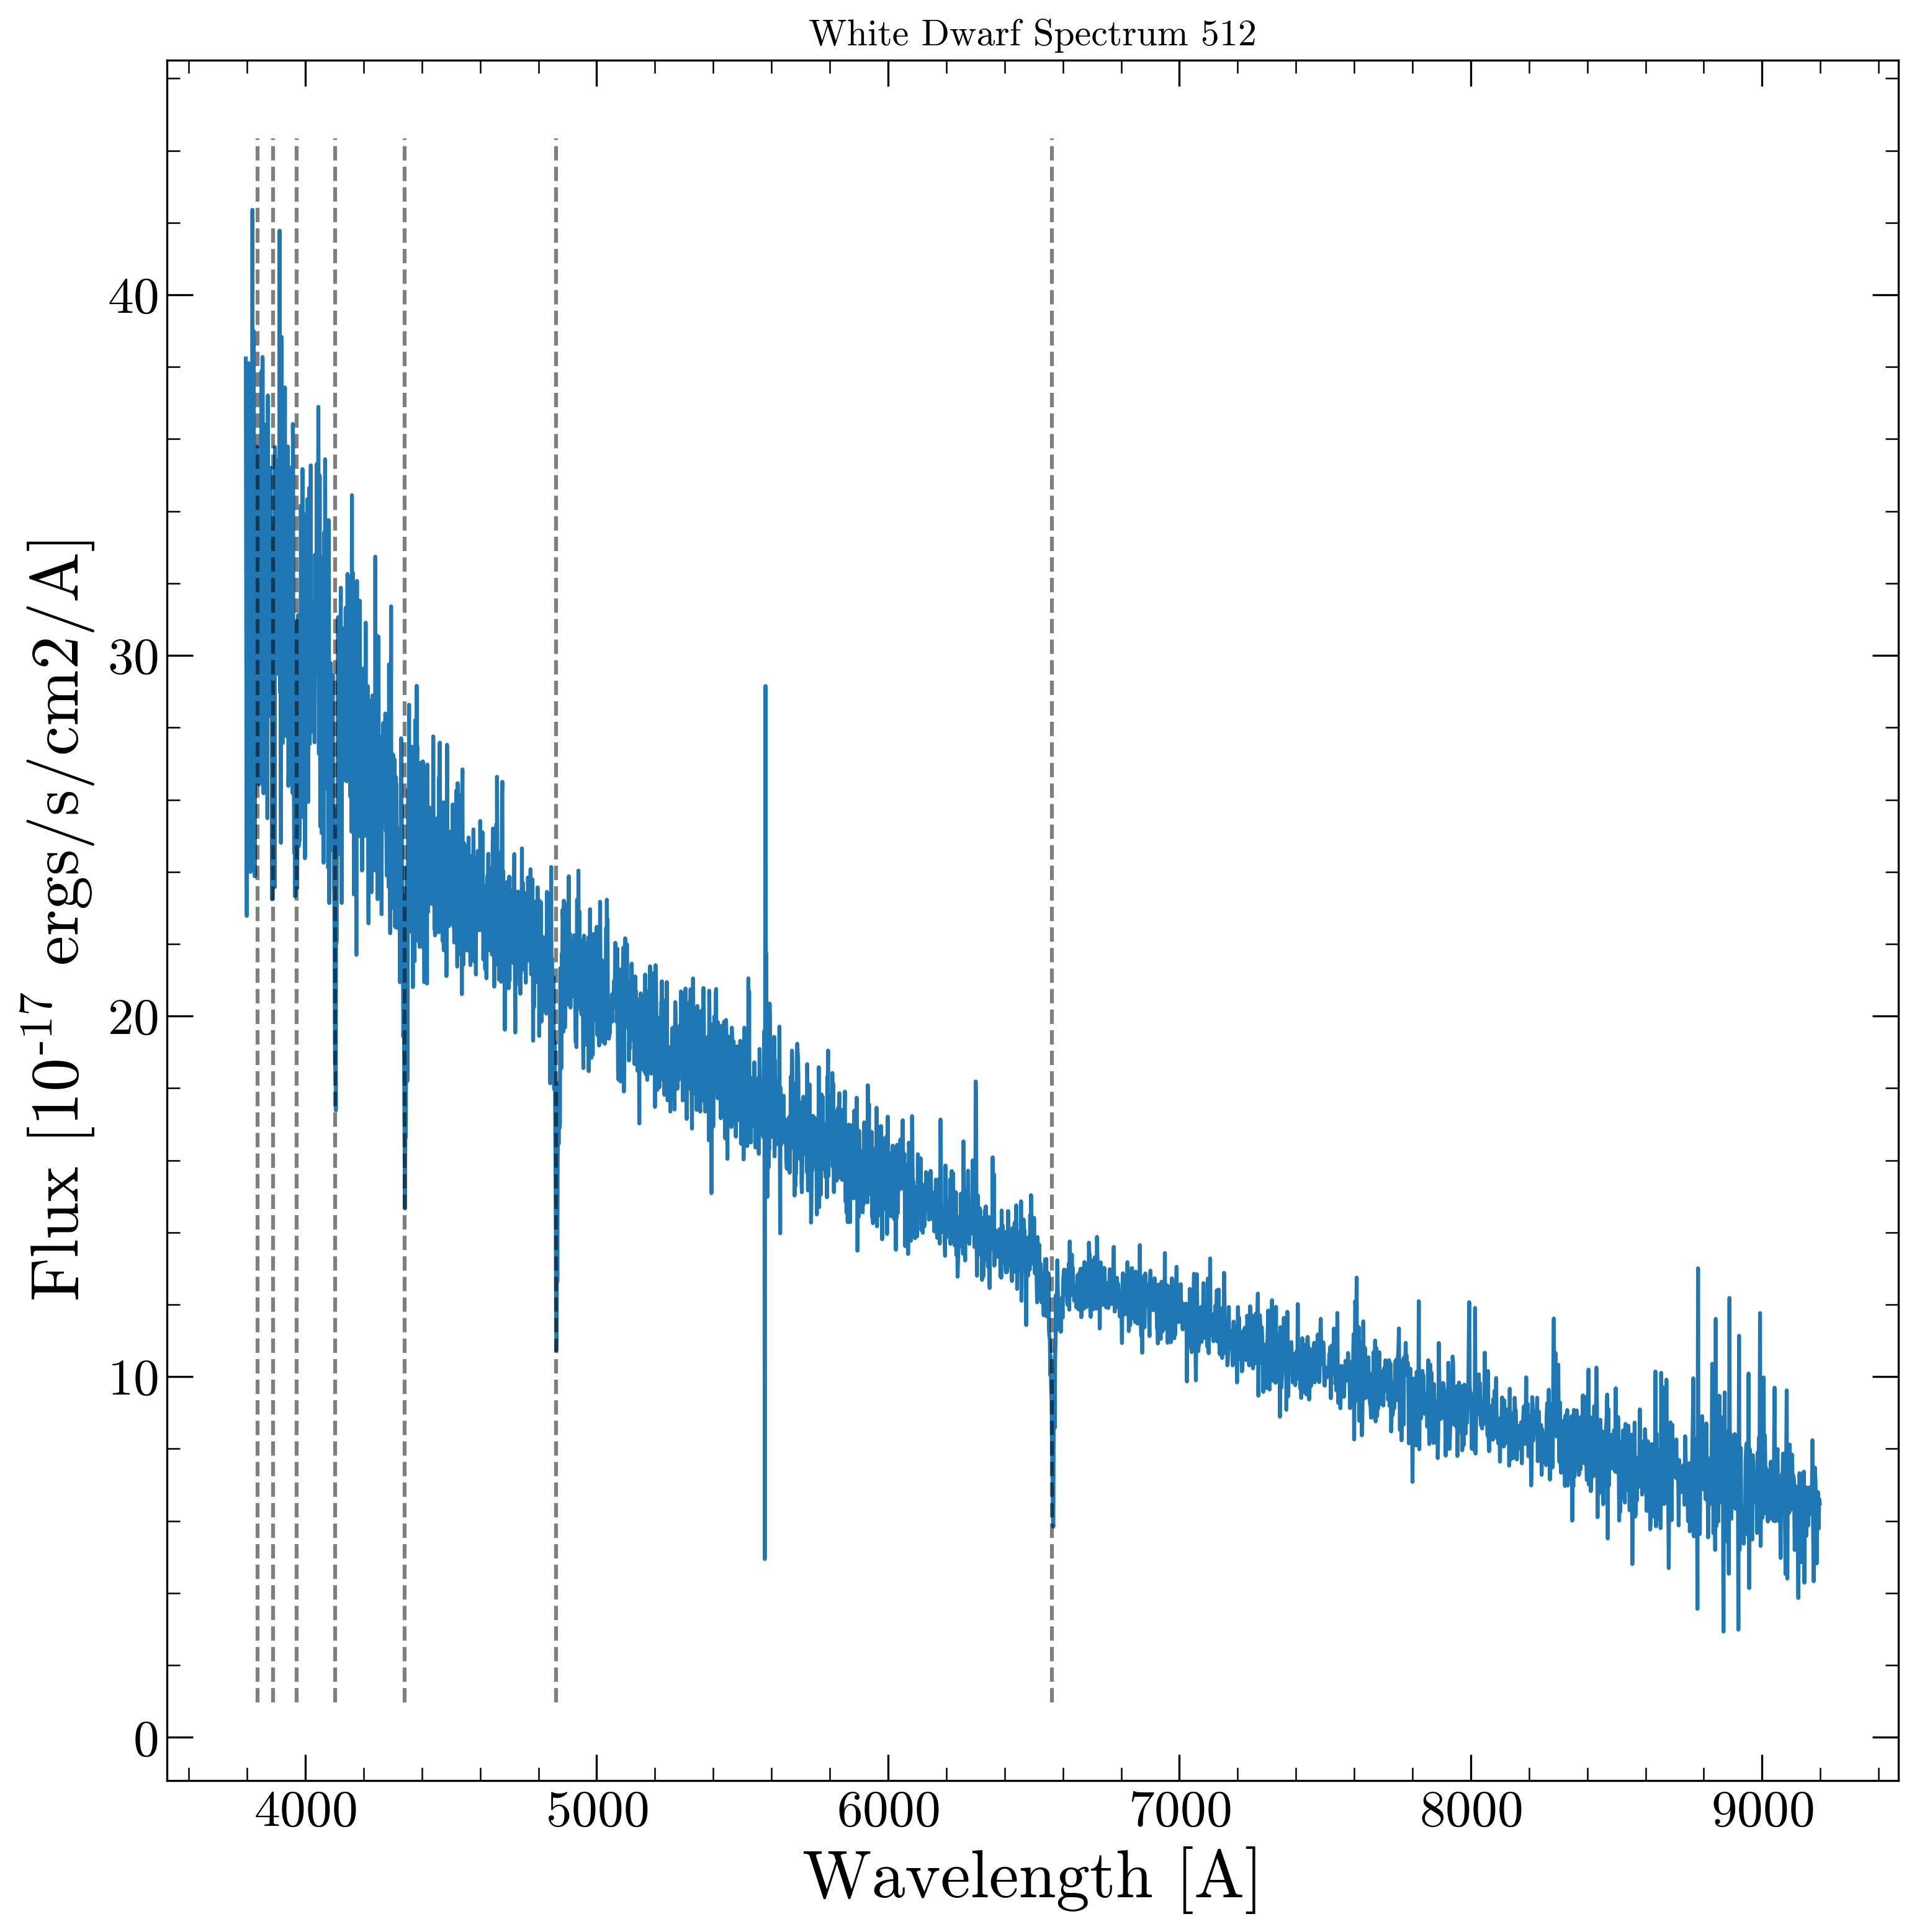 White Dwarf Spectrum 512
40
30
20
10
0
Flux [10⁻¹⁷ ergs/s/cm2/A]
4000 5000 6000 7000 8000 9000
Wavelength [A]